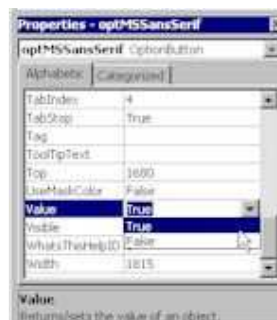 Properties - optMSSansSerif
optMSSansSerif OptionButton
Alphabetic Categorized
TabIndex 4
TabStop True
Tag
ToolTipText
Top 1680
UseMaskColor False
Value True
Visible True
WhatsThisHelpID False
Width 1815
Value
Returns/sets the value of an object.